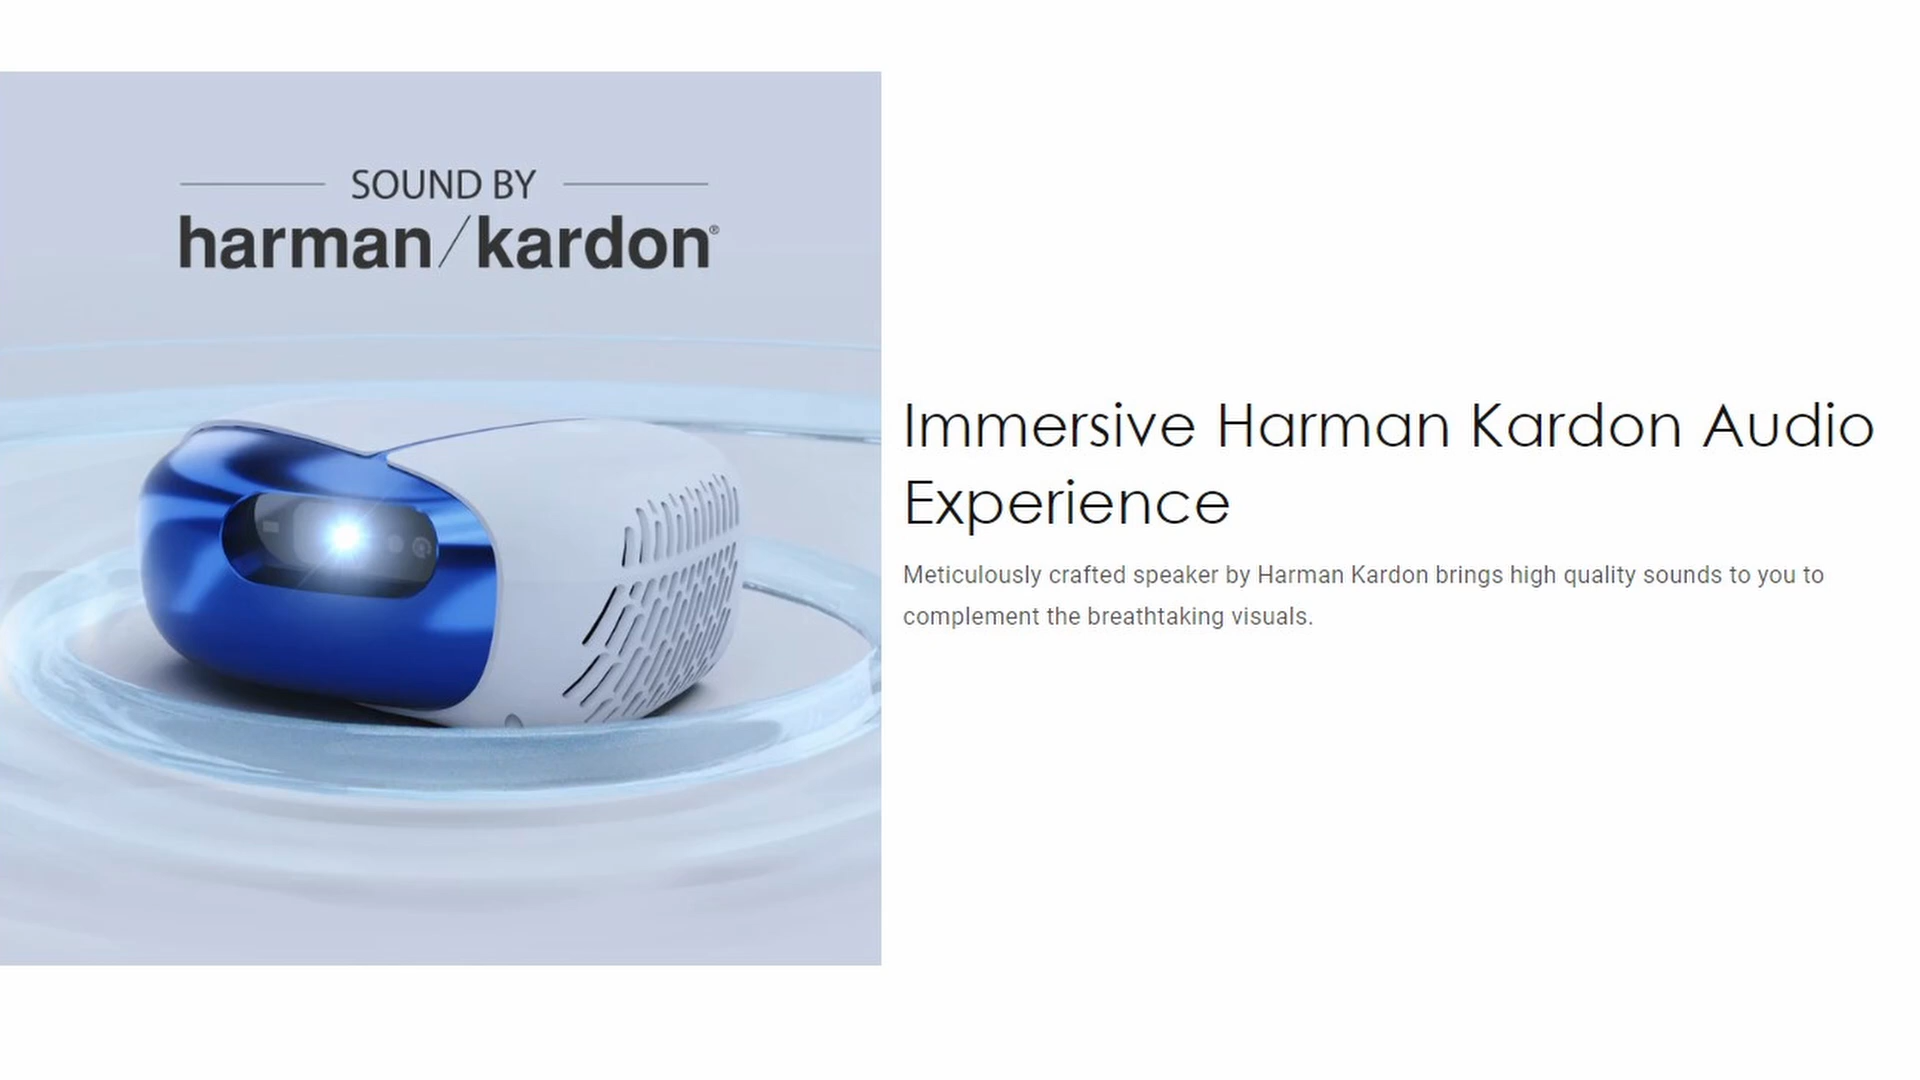 SOUND BY
harman/kardon®
Immersive Harman Kardon Audio
Experience
Meticulously crafted speaker by Harman Kardon brings high quality sounds to you to
complement the breathtaking visuals.